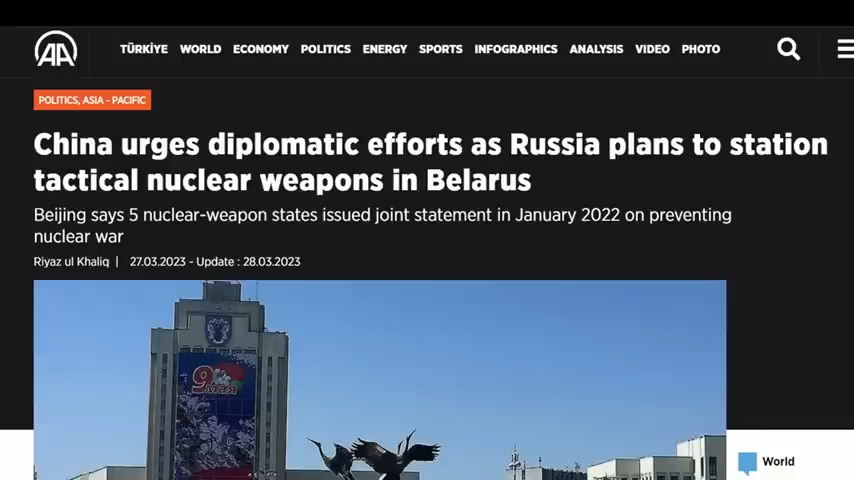 AA
TÜRKİYE WORLD ECONOMY POLITICS ENERGY SPORTS INFOGRAPHICS ANALYSIS VIDEO PHOTO
POLITICS, ASIA - PACIFIC
China urges diplomatic efforts as Russia plans to station
tactical nuclear weapons in Belarus
Beijing says 5 nuclear-weapon states issued joint statement in January 2022 on preventing
nuclear war
Riyaz ul Khaliq | 27.03.2023 - Update : 28.03.2023
9
World